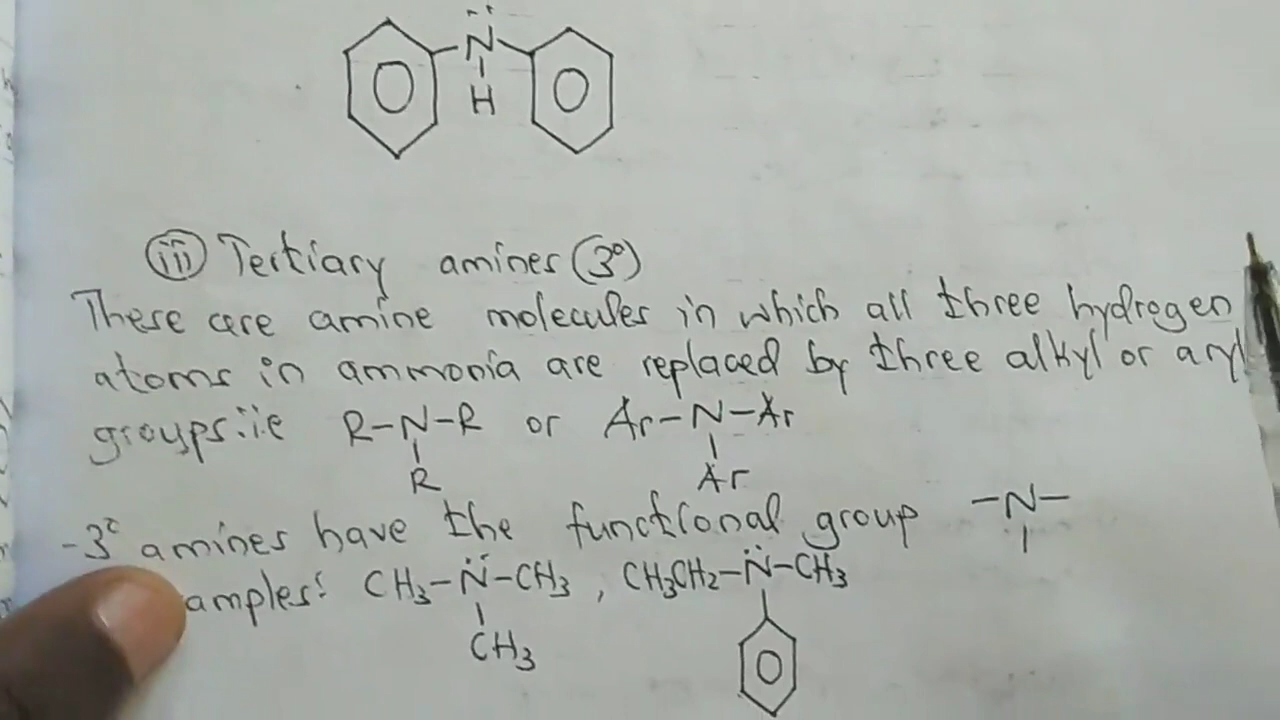 N
H
(iii) Tertiary amines (3°)
These are amine molecules in which all three hydrogen
atoms in ammonia are replaced by three alkyl or aryl
groups: ie R-N-R or Ar-N-Ar
R Ar
-3° amines have the functional group -N-
amples: CH₃-N̈-CH₃, CH₃CH₂-N̈-CH₃
CH₃